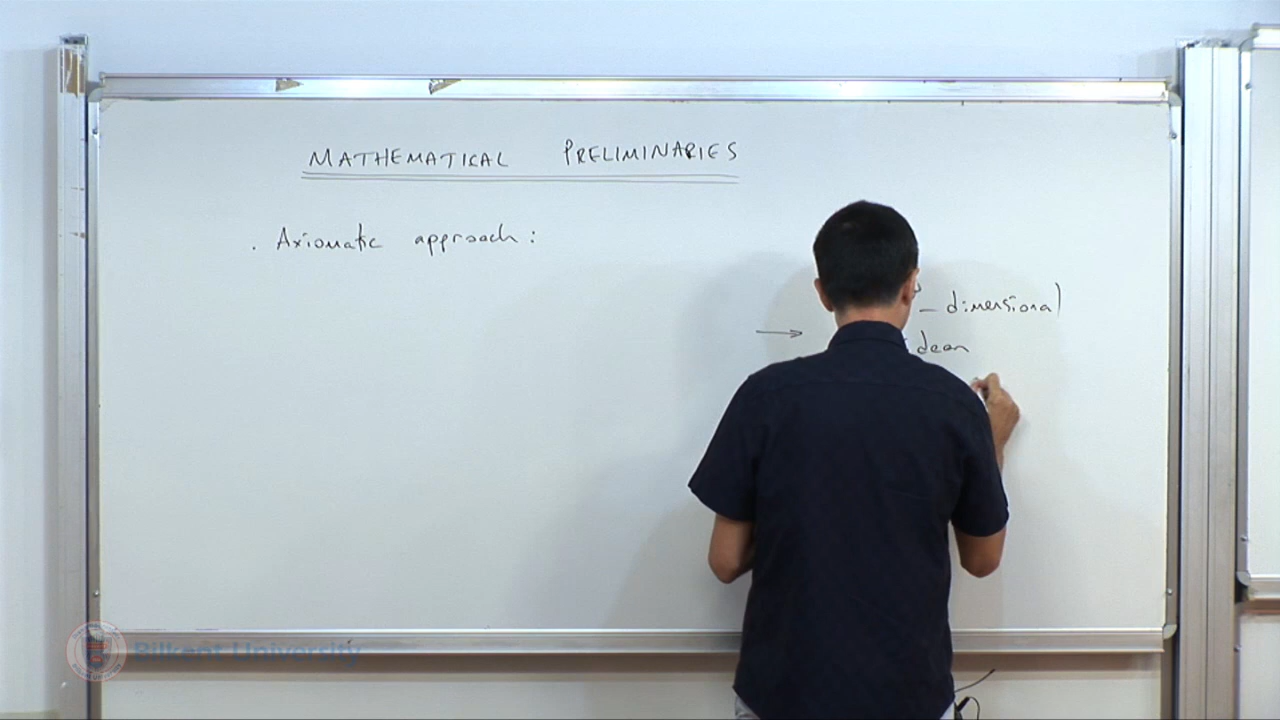 MATHEMATICAL PRELIMINARIES
. Axiomatic approach :
→ – dimensional
dean
Bilkent University